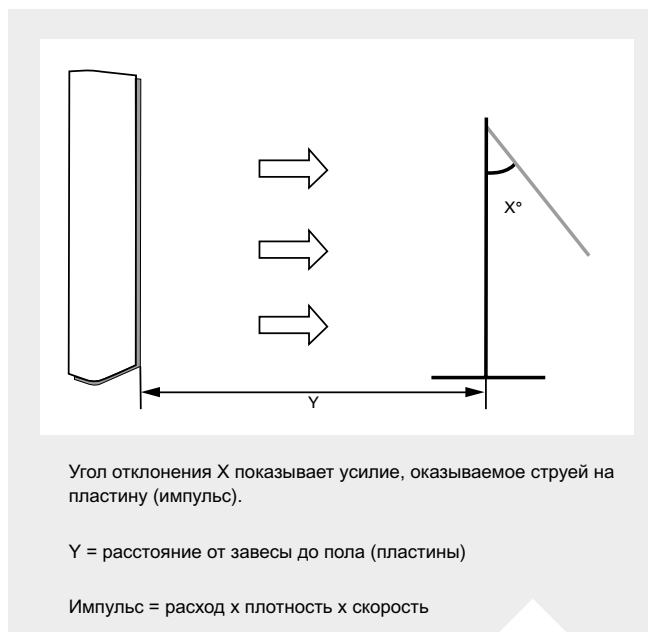 X°
Y
Угол отклонения X показывает усилие, оказываемое струей на
пластину (импульс).
Y = расстояние от завесы до пола (пластины)
Импульс = расход x плотность x скорость